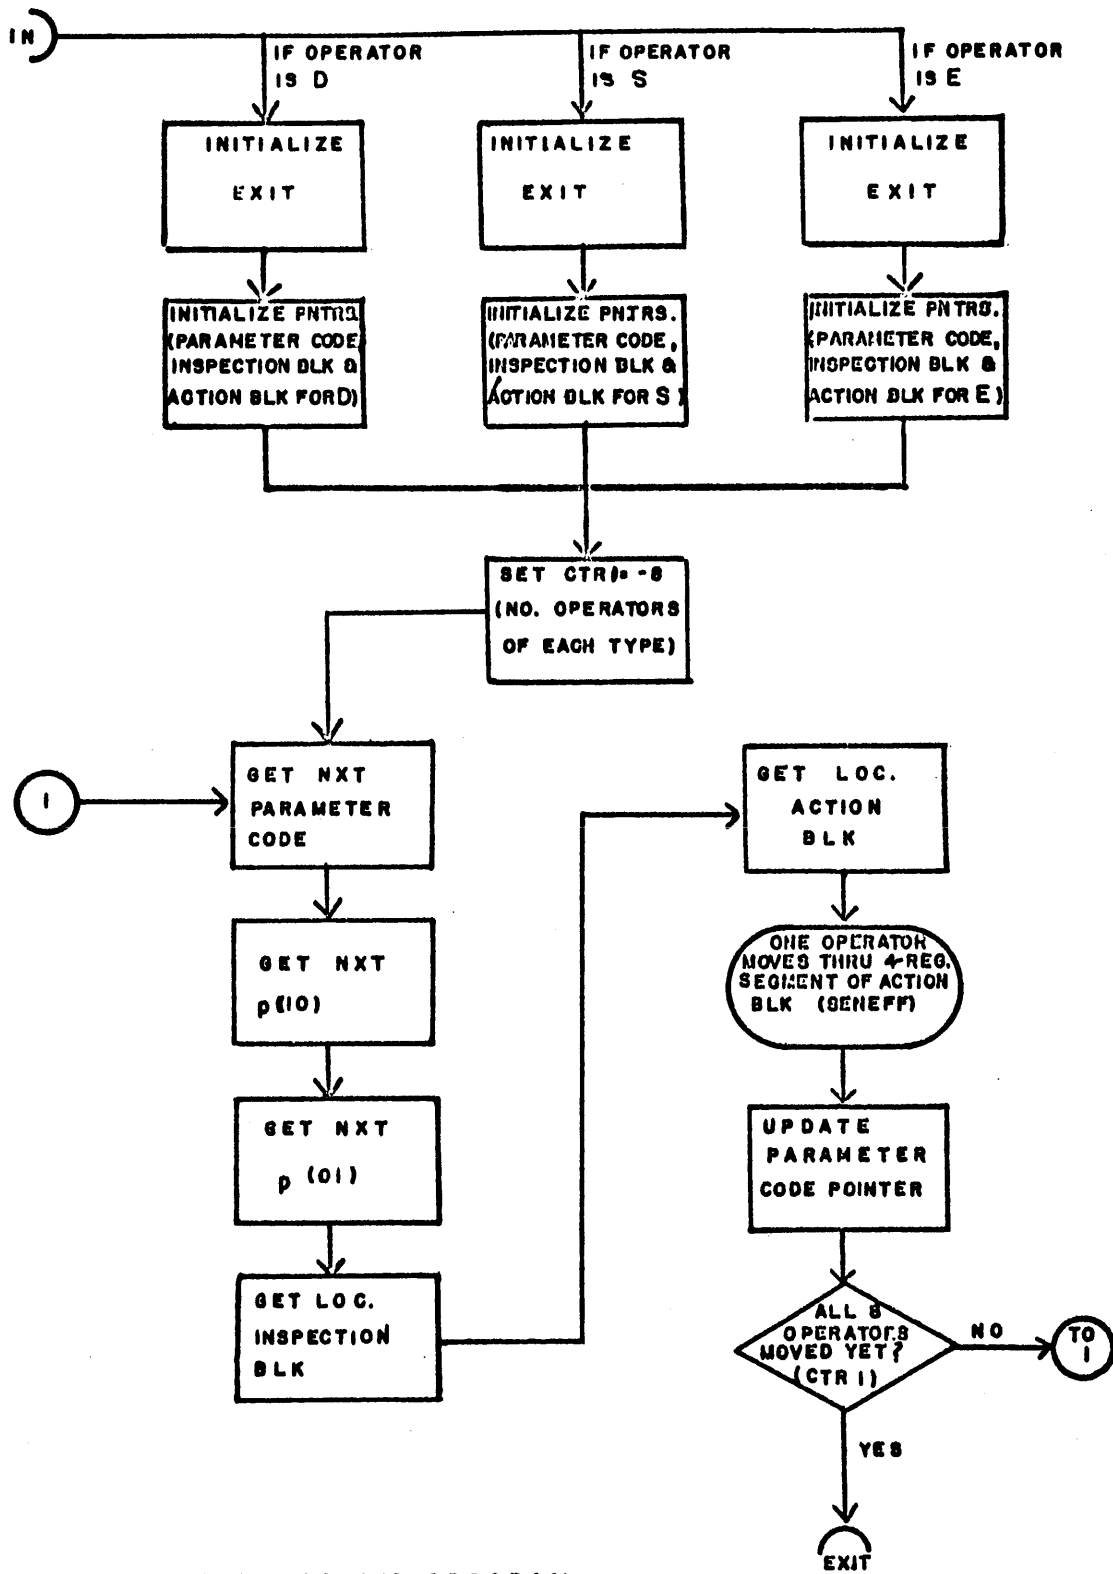 IN
IF OPERATOR
IS D
IF OPERATOR
IS S
IF OPERATOR
IS E
INITIALIZE
EXIT
INITIALIZE
EXIT
INITIALIZE
EXIT
INITIALIZE PNTRS.
(PARAMETER CODE,
INSPECTION BLK &
ACTION BLK FOR D)
INITIALIZE PNTRS.
(PARAMETER CODE,
INSPECTION BLK &
ACTION BLK FOR S)
INITIALIZE PNTRS.
(PARAMETER CODE,
INSPECTION BLK &
ACTION BLK FOR E)
SET CTR1= -8
(NO. OPERATORS
OF EACH TYPE)
1
GET NXT
PARAMETER
CODE
GET NXT
p(10)
GET NXT
p (01)
GET LOC.
INSPECTION
BLK
GET LOC.
ACTION
BLK
ONE OPERATOR
MOVES THRU 4-REG.
SEGMENT OF ACTION
BLK (SENEFF)
UPDATE
PARAMETER
CODE POINTER
ALL 8
OPERATORS
MOVED YET?
(CTR 1)
NO
TO
1
YES
EXIT